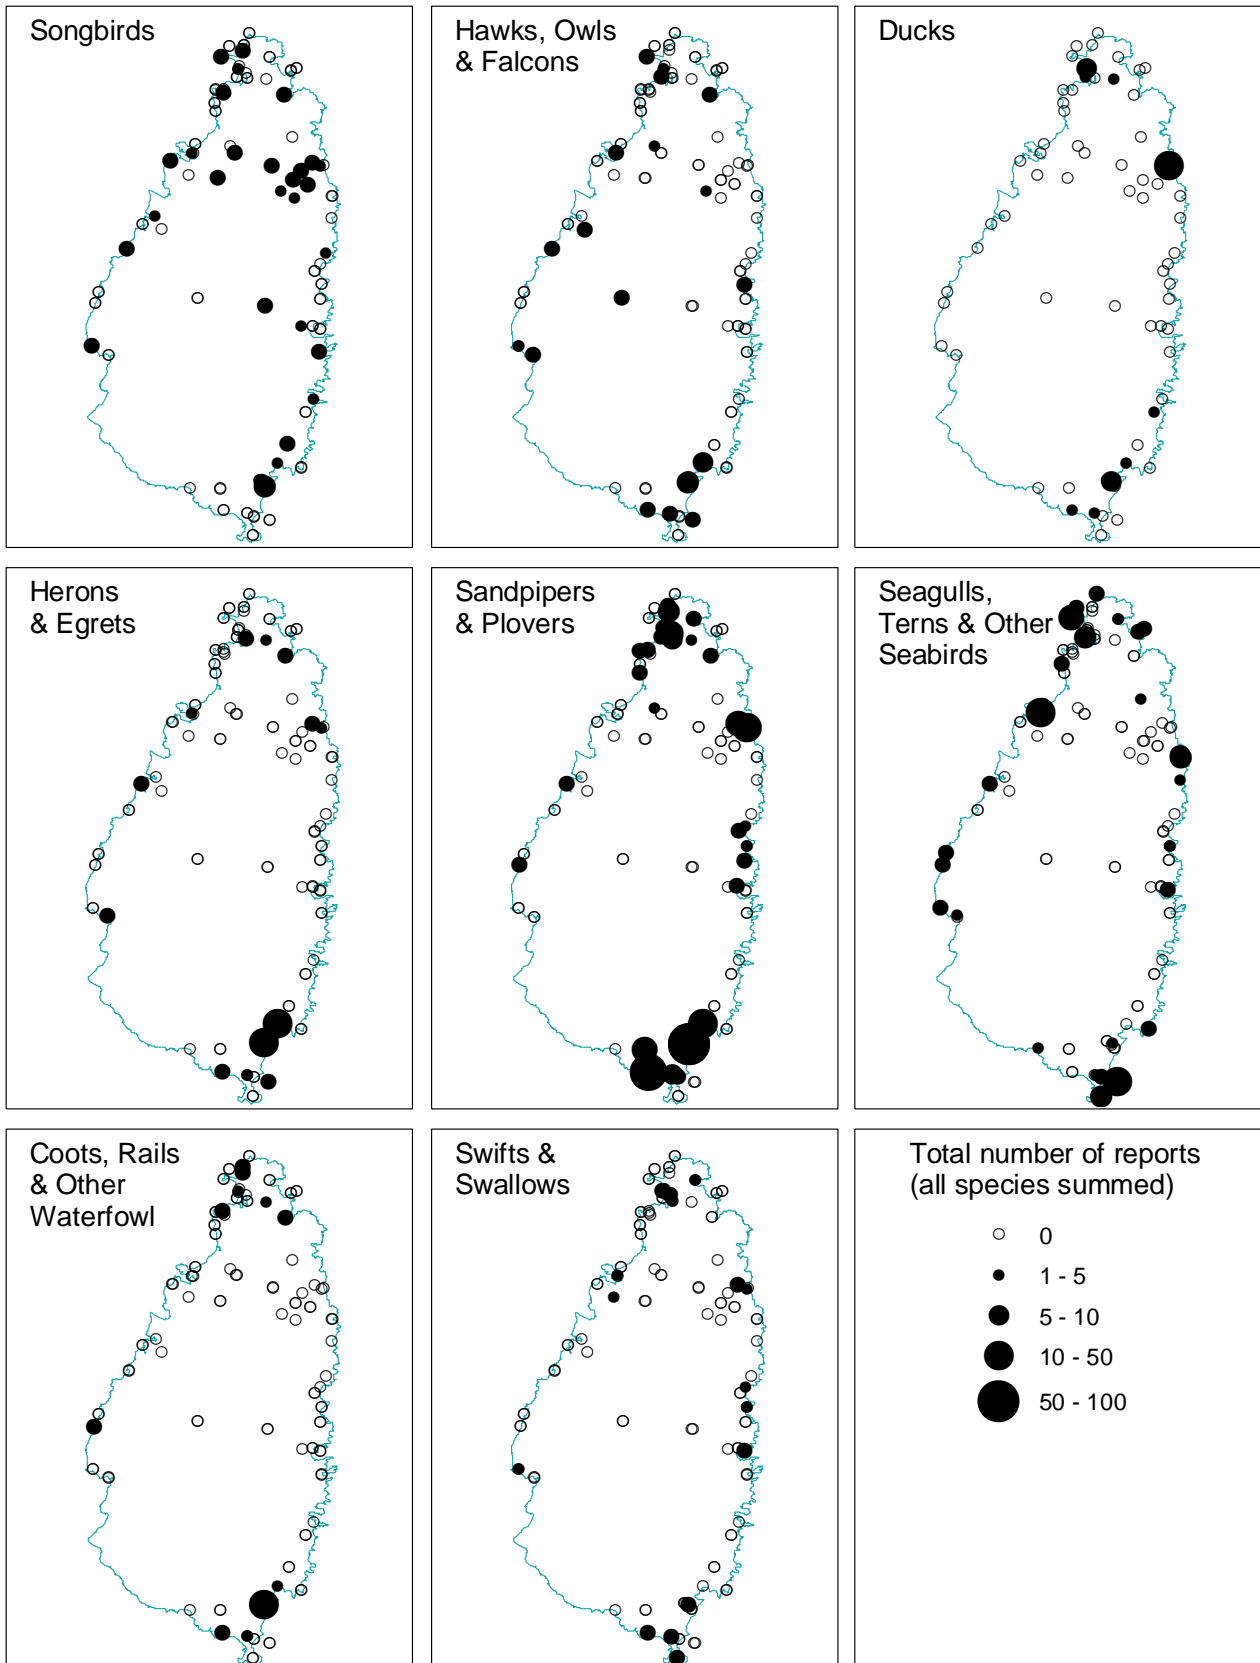 Songbirds
Hawks, Owls
& Falcons
Ducks
Herons
& Egrets
Sandpipers
& Plovers
Seagulls,
Terns & Other
Seabirds
Coots, Rails
& Other
Waterfowl
Swifts &
Swallows
Total number of reports
(all species summed)
0
1 - 5
5 - 10
10 - 50
50 - 100